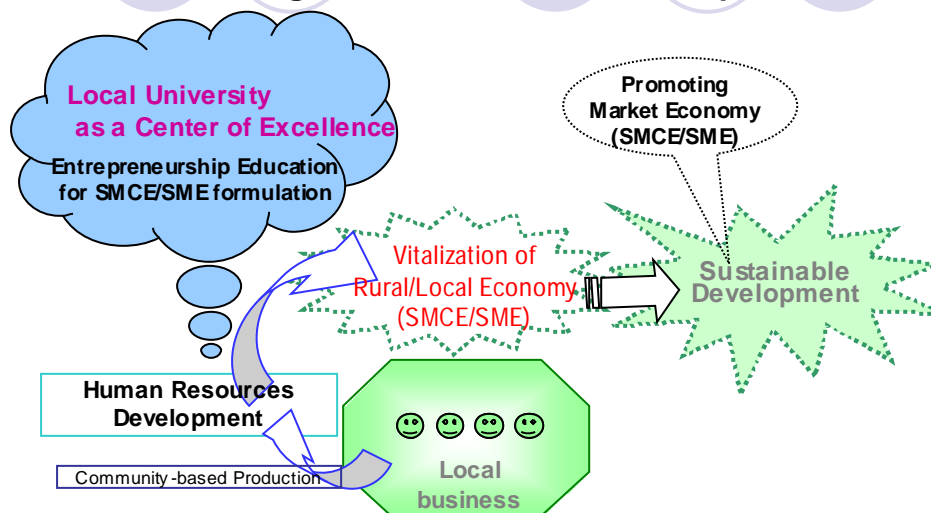 Local University
as a Center of Excellence
Entrepreneurship Education
for SMCE/SME formulation
Promoting
Market Economy
(SMCE/SME)
Vitalization of
Rural/Local Economy
(SMCE/SME)
Sustainable
Development
Human Resources
Development
Community-based Production
Local
business